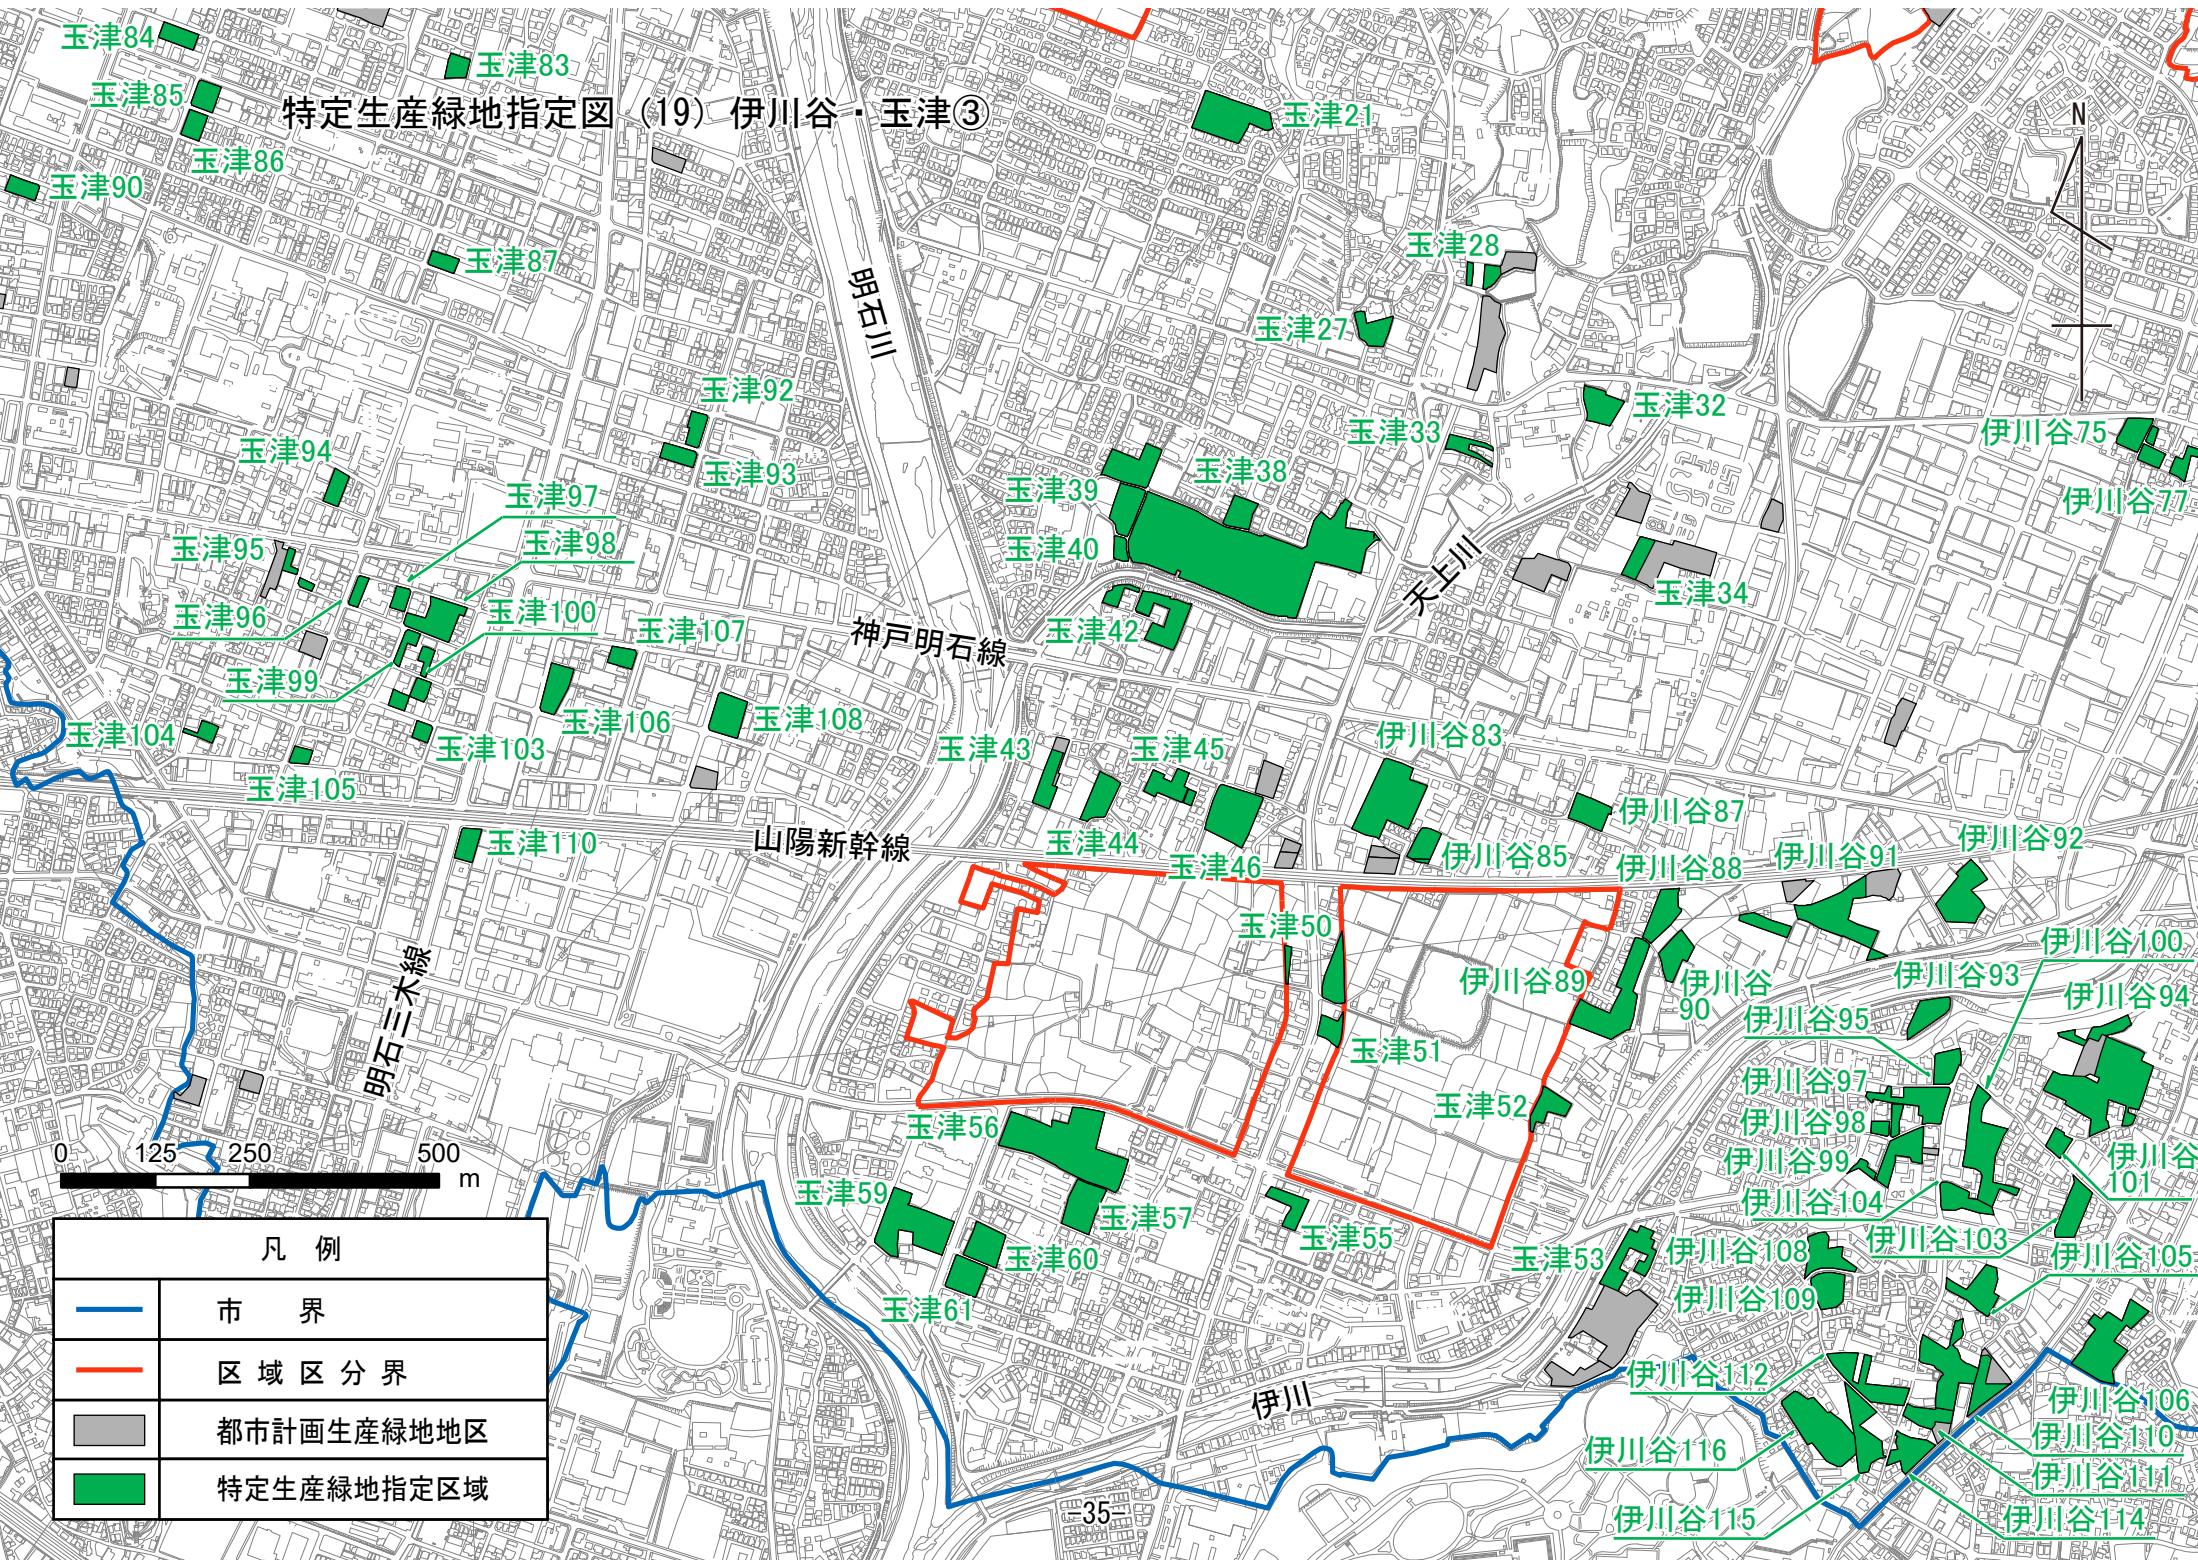 玉津84
玉津83
玉津85
特定生産緑地指定図（19）伊川谷・玉津③
玉津21
N
玉津86
玉津90
玉津87
玉津28
明石川
玉津27
玉津92
玉津32
玉津33
伊川谷75
玉津94
玉津93
玉津38
玉津39
玉津97
伊川谷77
玉津95
玉津98
玉津40
天上川
玉津34
玉津96
玉津100
玉津107
玉津42
神戸明石線
玉津99
玉津104
玉津106
玉津108
玉津103
玉津43
玉津45
伊川谷83
玉津105
伊川谷87
玉津110
山陽新幹線
玉津44
玉津46
伊川谷85
伊川谷88
伊川谷91
伊川谷92
玉津50
伊川谷100
明石三木線
伊川谷89
伊川谷
90
伊川谷93
伊川谷94
伊川谷95
玉津51
伊川谷97
玉津52
玉津56
伊川谷98
伊川谷99
伊川谷
101
0 125 250 500
m
玉津59
玉津57
伊川谷104
玉津55
伊川谷103
玉津60
玉津53
伊川谷108
伊川谷105
玉津61
伊川谷109
凡 例
市 界
区域区分界
都市計画生産緑地地区
特定生産緑地指定区域
伊川谷112
伊川
伊川谷106
伊川谷110
伊川谷116
伊川谷111
伊川谷115
伊川谷114
-35-